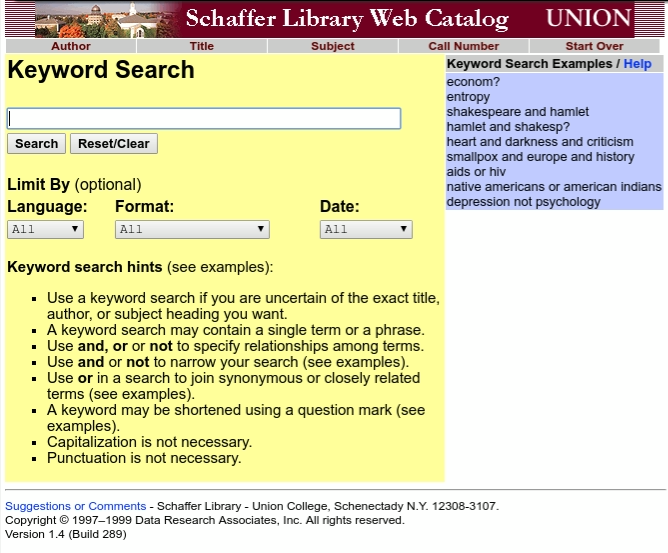 Schaffer Library Web Catalog UNION
Author Title Subject Call Number Start Over
Keyword Search
Search Reset/Clear
Limit By (optional)
Language: Format: Date:
All All All
Keyword search hints (see examples):
Use a keyword search if you are uncertain of the exact title,
author, or subject heading you want.
A keyword search may contain a single term or a phrase.
Use and, or or not to specify relationships among terms.
Use and or not to narrow your search (see examples).
Use or in a search to join synonymous or closely related
terms (see examples).
A keyword may be shortened using a question mark (see
examples).
Capitalization is not necessary.
Punctuation is not necessary.
Keyword Search Examples / Help
econom?
entropy
shakespeare and hamlet
hamlet and shakesp?
heart and darkness and criticism
smallpox and europe and history
aids or hiv
native americans or american indians
depression not psychology
Suggestions or Comments - Schaffer Library - Union College, Schenectady N.Y. 12308-3107.
Copyright © 1997–1999 Data Research Associates, Inc. All rights reserved.
Version 1.4 (Build 289)